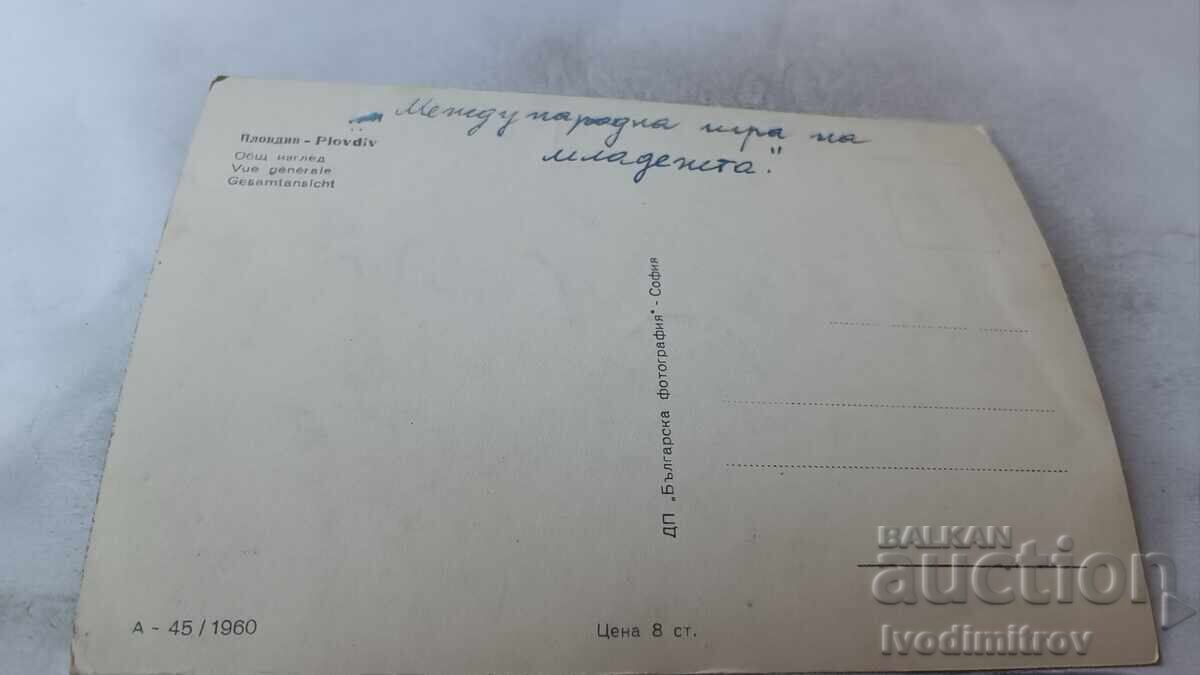 „Международна игра на
младежта."
Пловдив - Plovdiv
Общ изглед
Vue générale
Gesamtansicht
ДП „Българска фотография" - София
А - 45 / 1960
Цена 8 ст.
BALKAN
auction
Ivodimitrov